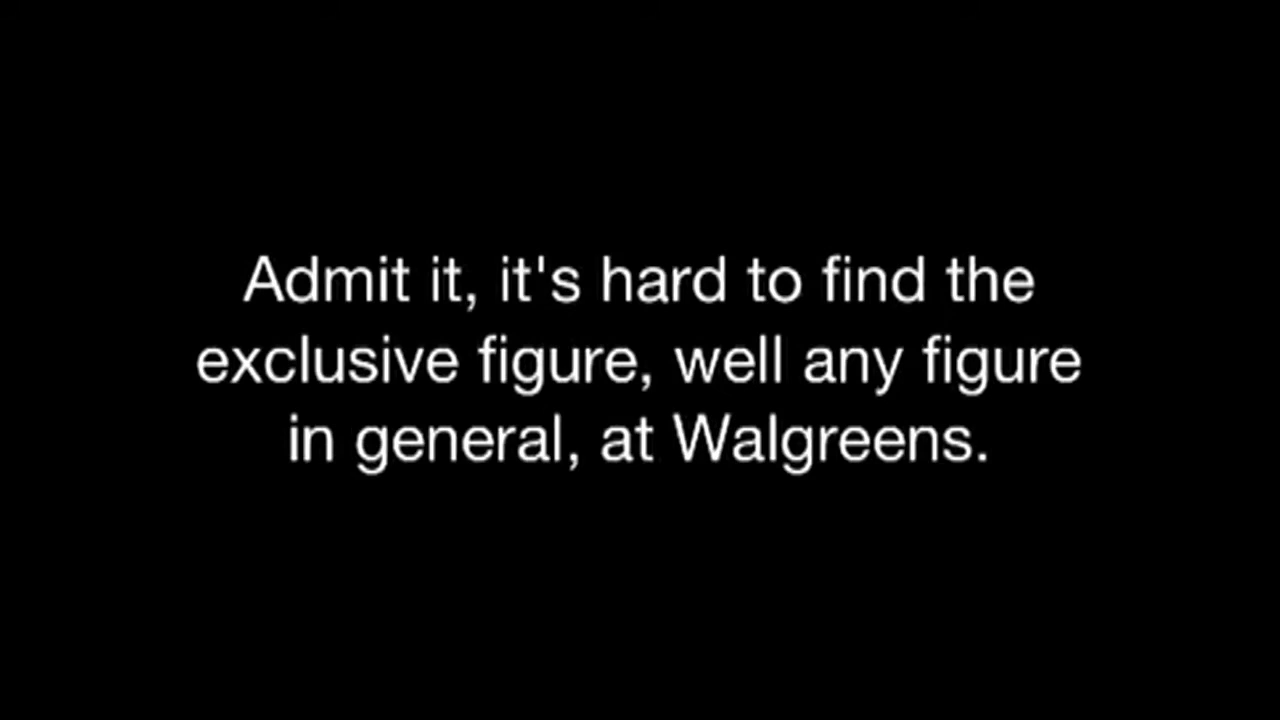 Admit it, it's hard to find the
exclusive figure, well any figure
in general, at Walgreens.